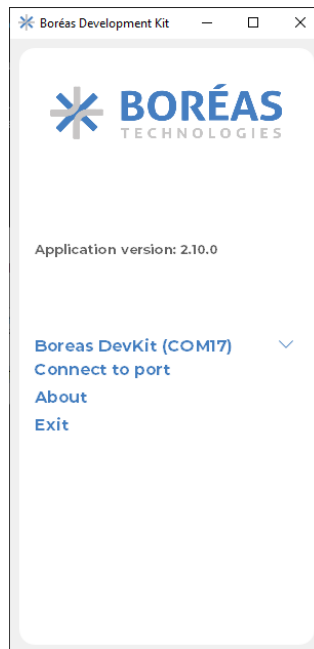 Boréas Development Kit
BORÉAS
TECHNOLOGIES
Application version: 2.10.0
Boreas DevKit (COM17)
Connect to port
About
Exit